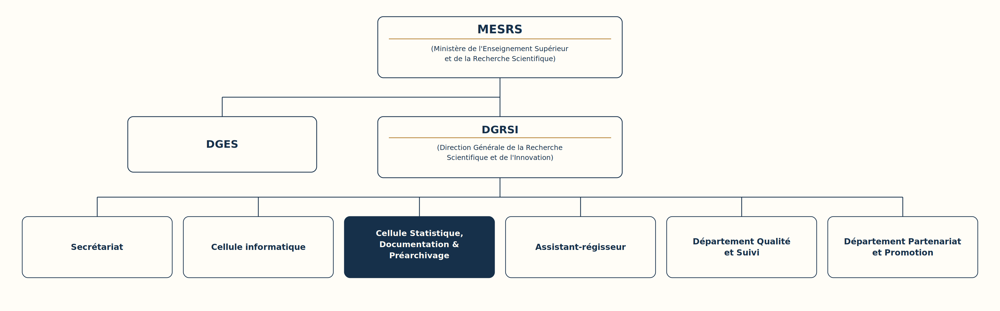 MESRS
(Ministère de l'Enseignement Supérieur
et de la Recherche Scientifique)
DGES
DGRSI
(Direction Générale de la Recherche
Scientifique et de l'Innovation)
Secrétariat
Cellule informatique
Cellule Statistique,
Documentation &
Préarchivage
Assistant-régisseur
Département Qualité
et Suivi
Département Partenariat
et Promotion